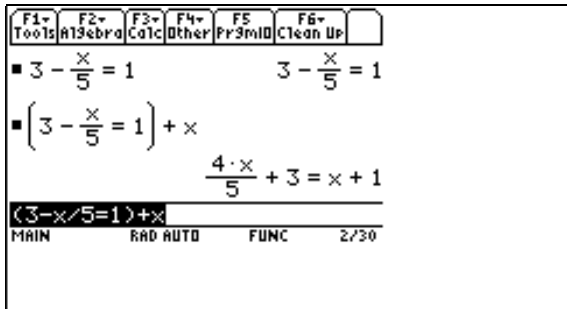 F1▾ F2▾ F3▾ F4▾ F5 F6▾
Tools Algebra Calc Other PrgmIO Clean Up
▪ 3 - x/5 = 1 3 - x/5 = 1
▪ (3 - x/5 = 1) + x
4·x/5 + 3 = x + 1
(3-x/5=1)+x
MAIN RAD AUTO FUNC 2/30